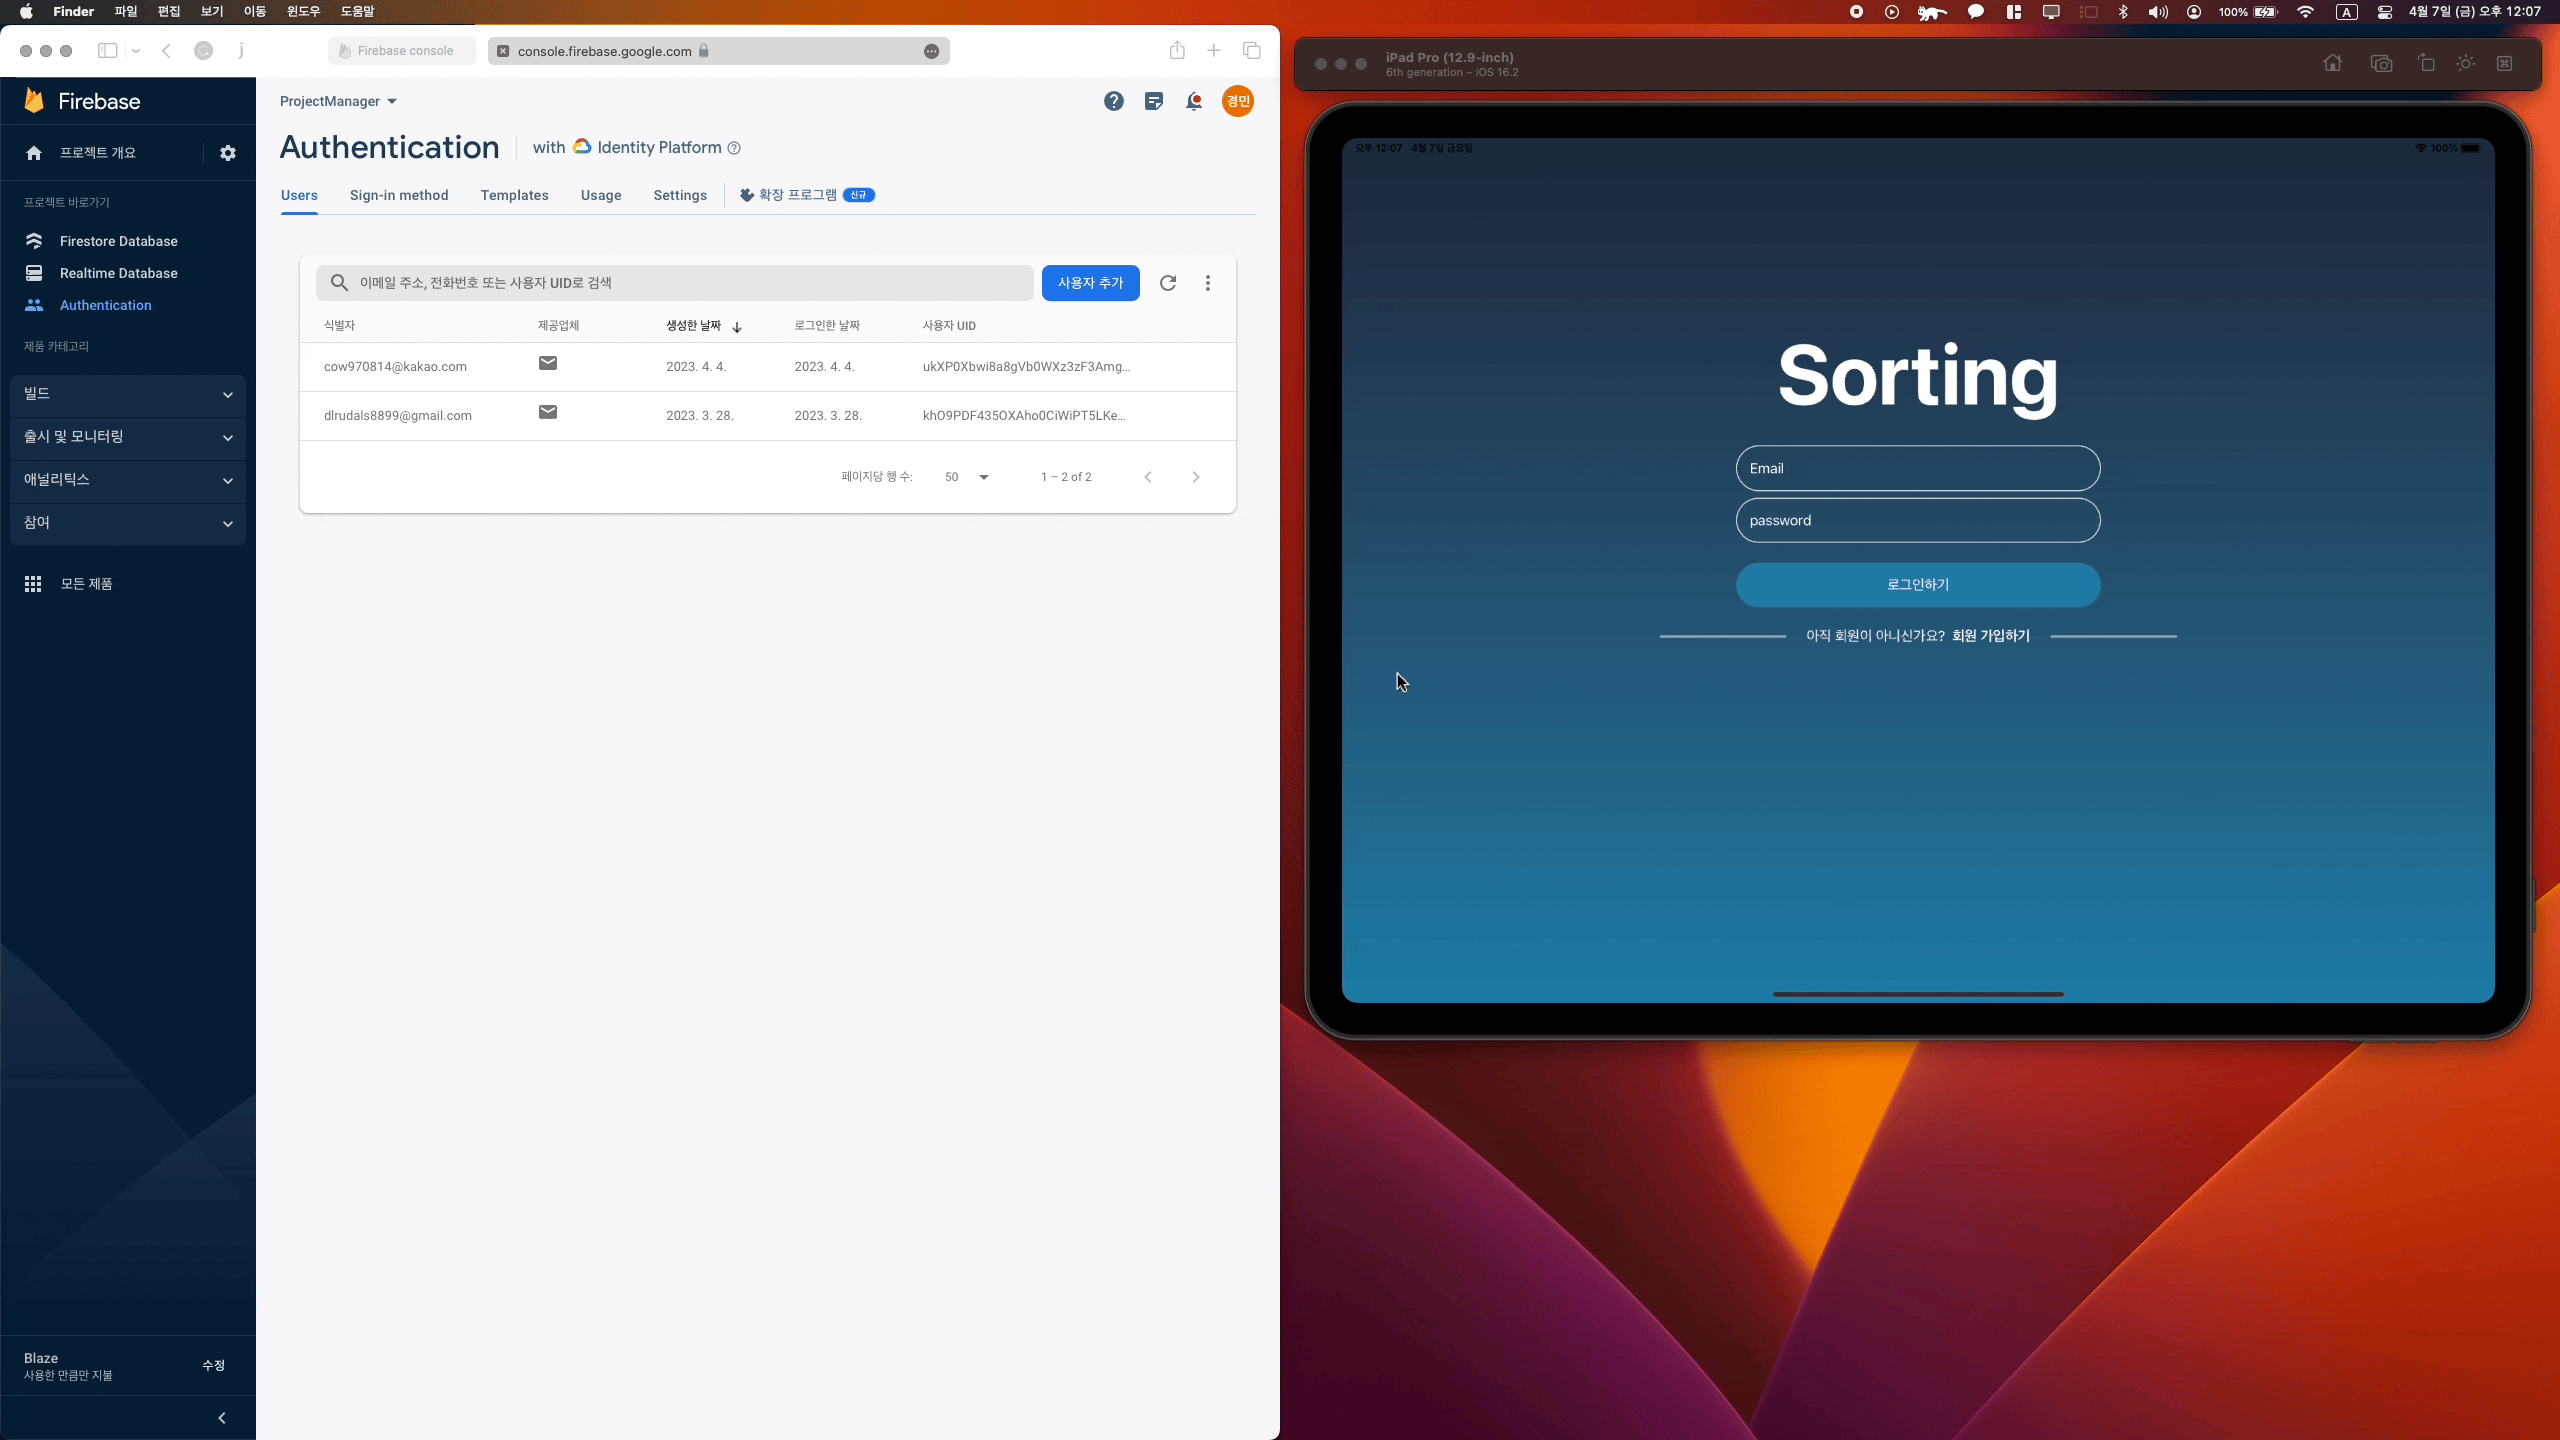 Finder 파일 편집 보기 이동 윈도우 도움말
100% A 4월 7일 (금) 오후 12:07
j Firebase console console.firebase.google.com
Firebase
프로젝트 개요
프로젝트 바로가기
Firestore Database
Realtime Database
Authentication
제품 카테고리
빌드
출시 및 모니터링
애널리틱스
참여
모든 제품
Blaze
사용한 만큼만 지불
수정
ProjectManager
경민
Authentication with Identity Platform
Users Sign-in method Templates Usage Settings 확장 프로그램 신규
이메일 주소, 전화번호 또는 사용자 UID로 검색 사용자 추가
식별자 제공업체 생성한 날짜 로그인한 날짜 사용자 UID
cow970814@kakao.com 2023. 4. 4. 2023. 4. 4. ukXP0Xbwi8a8gVb0WXz3zF3Amg...
dlrudals8899@gmail.com 2023. 3. 28. 2023. 3. 28. khO9PDF435OXAho0CiWiPT5LKe...
페이지당 행 수: 50 1 – 2 of 2
iPad Pro (12.9-inch)
6th generation – iOS 16.2
오후 12:07 4월 7일 금요일 100%
Sorting
Email
password
로그인하기
아직 회원이 아니신가요? 회원 가입하기